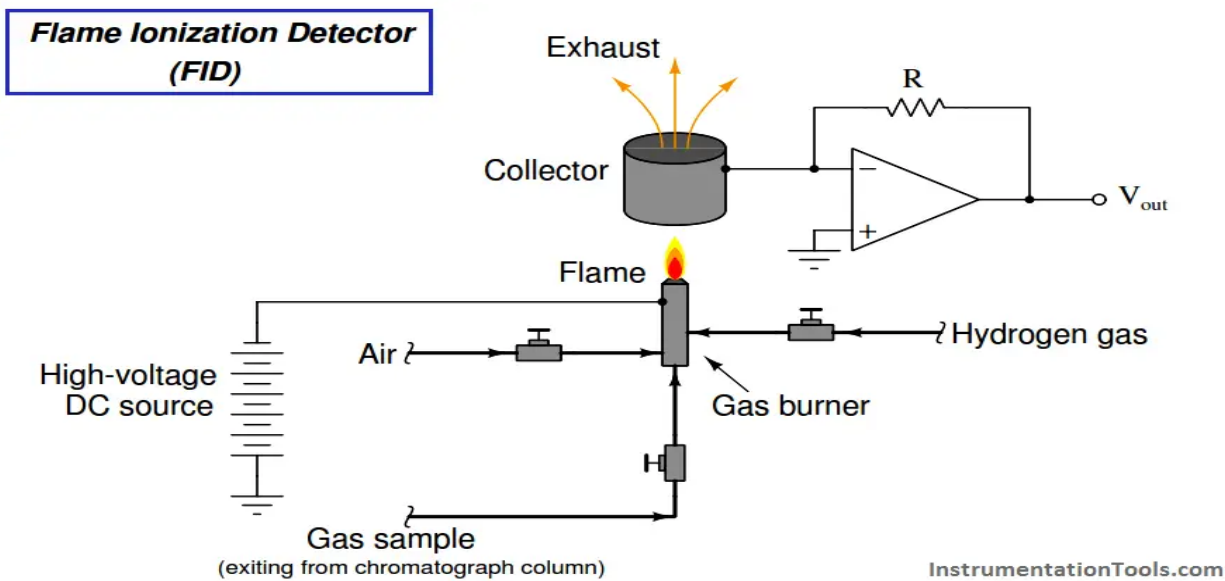 Flame Ionization Detector
(FID)
Exhaust
R
Collector
−
+
Vout
Flame
Air
Hydrogen gas
High-voltage
DC source
Gas burner
Gas sample
(exiting from chromatograph column)
InstrumentationTools.com